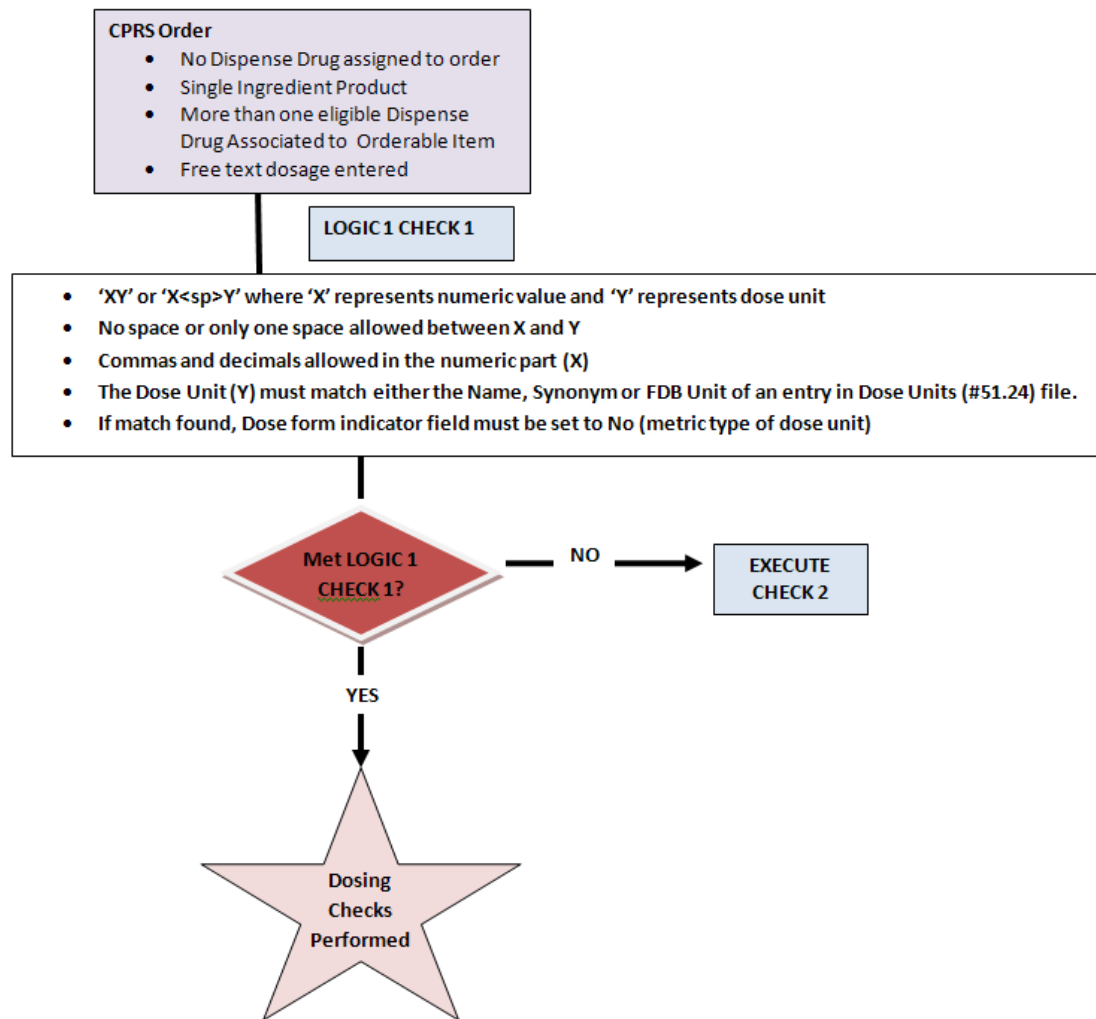 CPRS Order
• No Dispense Drug assigned to order
• Single Ingredient Product
• More than one eligible Dispense
Drug Associated to Orderable Item
• Free text dosage entered
LOGIC 1 CHECK 1
• ‘XY’ or ‘X<sp>Y’ where ‘X’ represents numeric value and ‘Y’ represents dose unit
• No space or only one space allowed between X and Y
• Commas and decimals allowed in the numeric part (X)
• The Dose Unit (Y) must match either the Name, Synonym or FDB Unit of an entry in Dose Units (#51.24) file.
• If match found, Dose form indicator field must be set to No (metric type of dose unit)
Met LOGIC 1
CHECK 1?
NO
EXECUTE
CHECK 2
YES
Dosing
Checks
Performed